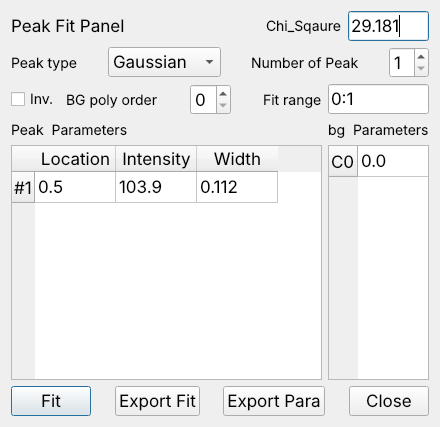 Peak Fit Panel Chi_Sqaure 29.181
Peak type Gaussian Number of Peak 1
Inv. BG poly order 0 Fit range 0:1
Peak Parameters bg Parameters
Location Intensity Width
#1 0.5 103.9 0.112
C0 0.0
Fit Export Fit Export Para Close